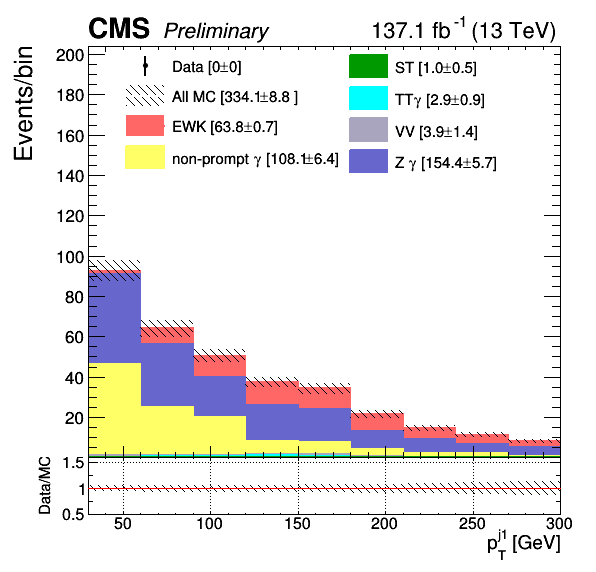 CMS Preliminary 137.1 fb⁻¹ (13 TeV)
Events/bin
Data [0±0]
All MC [334.1±8.8 ]
EWK [63.8±0.7]
non-prompt γ [108.1±6.4]
ST [1.0±0.5]
TTγ [2.9±0.9]
VV [3.9±1.4]
Z γ [154.4±5.7]
200
180
160
140
120
100
80
60
40
20
Data/MC
1.5
1
0.5
50 100 150 200 250 300
p_T^j1 [GeV]